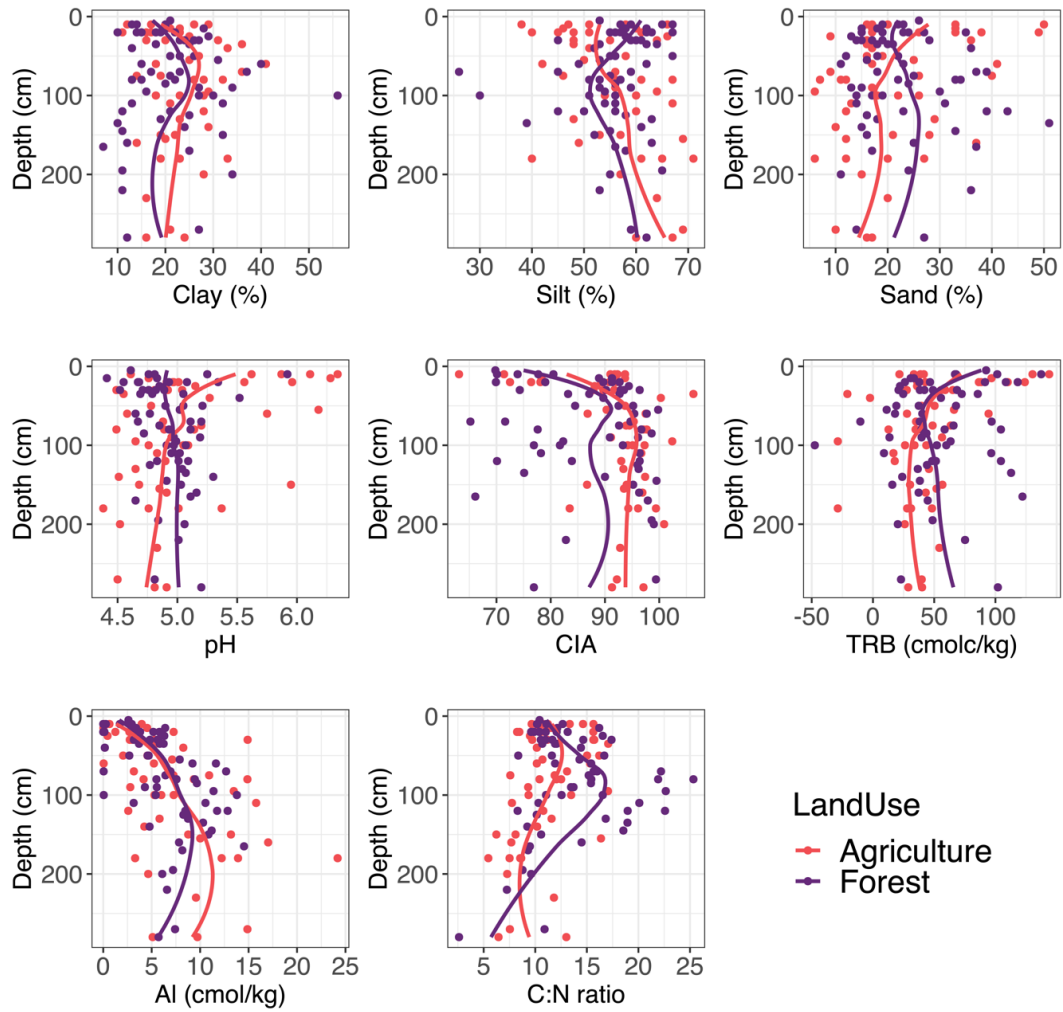 0
100
200
Depth (cm)
10 20 30 40 50
Clay (%)
0
100
200
Depth (cm)
30 40 50 60 70
Silt (%)
0
100
200
Depth (cm)
10 20 30 40 50
Sand (%)
0
100
200
Depth (cm)
4.5 5.0 5.5 6.0
pH
0
100
200
Depth (cm)
70 80 90 100
CIA
0
100
200
Depth (cm)
-50 0 50 100
TRB (cmolc/kg)
0
100
200
Depth (cm)
0 5 10 15 20 25
Al (cmol/kg)
0
100
200
Depth (cm)
5 10 15 20 25
C:N ratio
LandUse
Agriculture
Forest